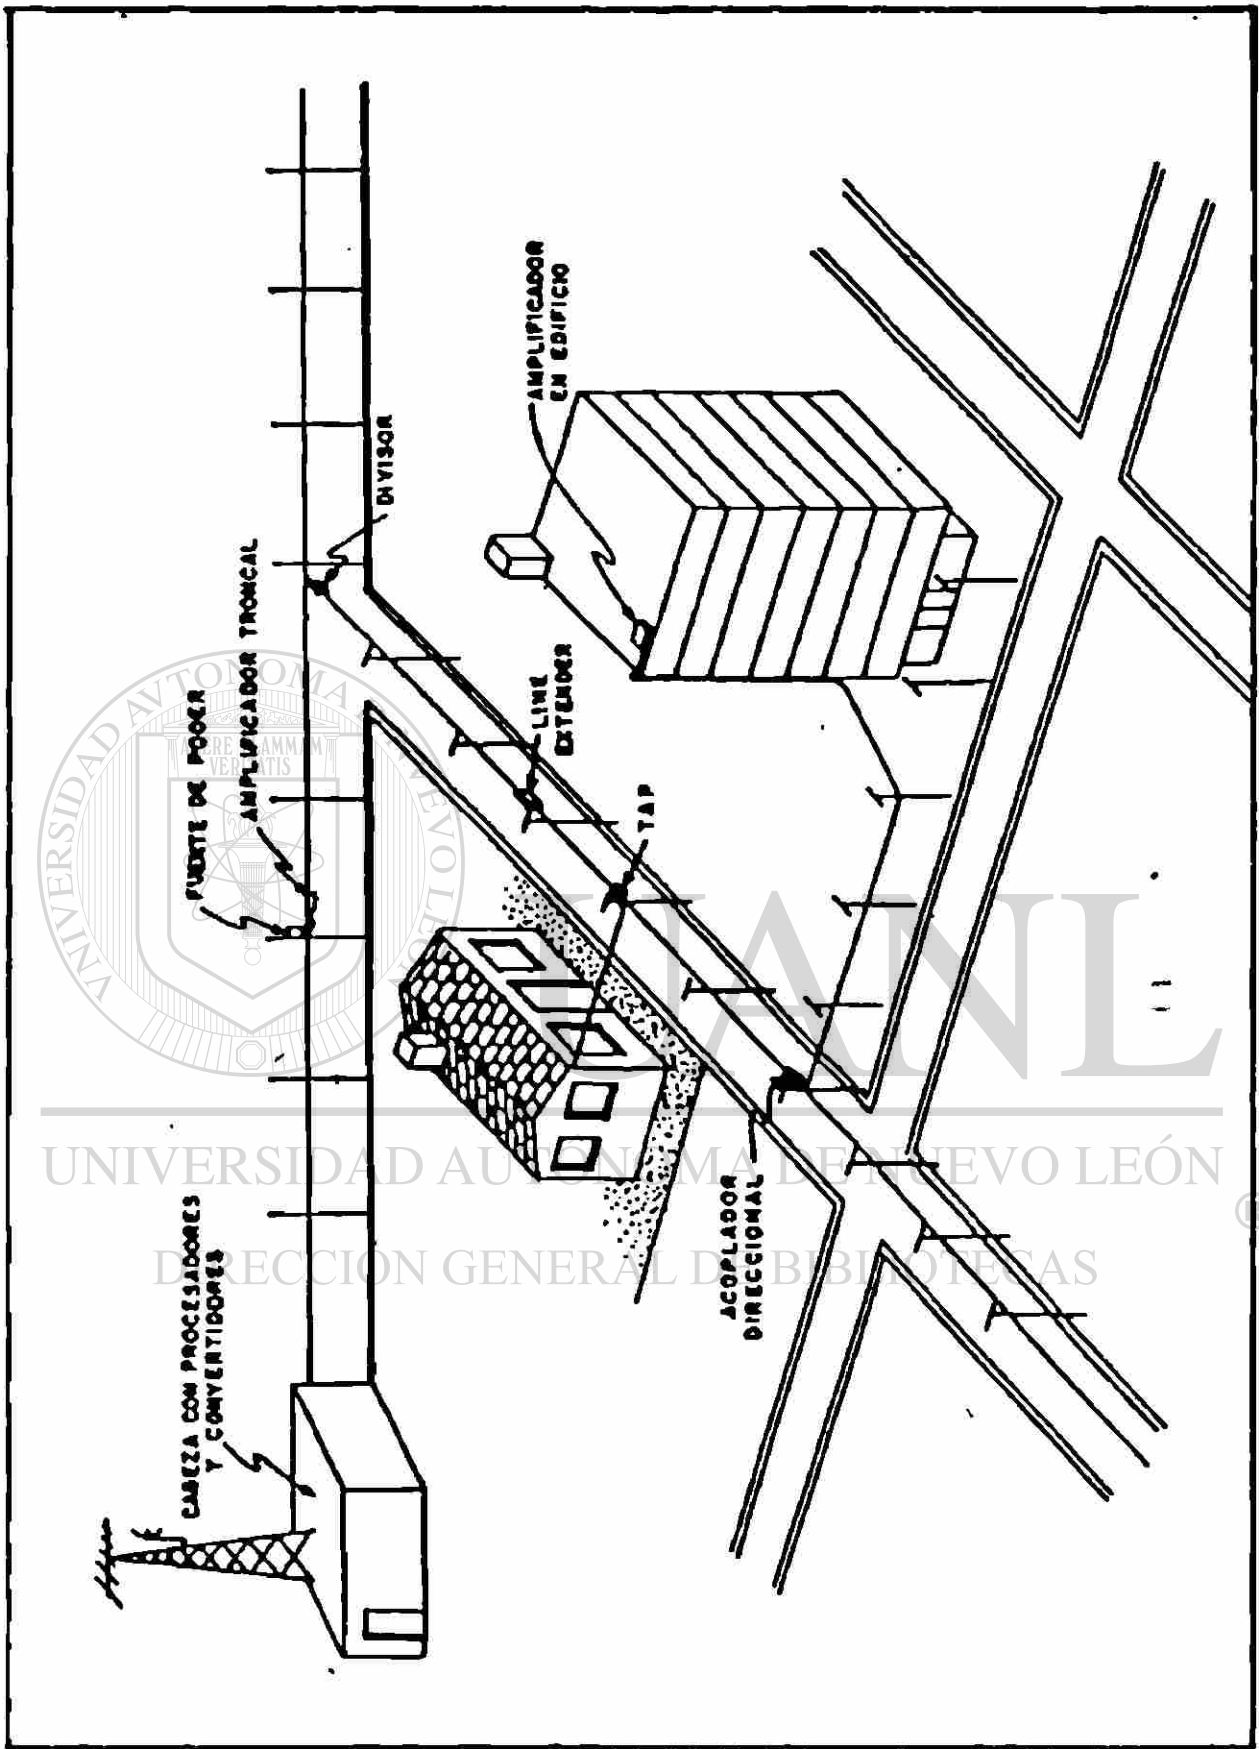 CABEZA CON PROCESADORES
Y CONVERTIDORES
FUENTE DE PODER
AMPLIFICADOR TRONCAL
DIVISOR
LINE
EXTENDER
TAP
AMPLIFICADOR
EN EDIFICIO
ACOPLADOR
DIRECCIONAL
UANL
UNIVERSIDAD AUTÓNOMA DE NUEVO LEÓN
®
DIRECCIÓN GENERAL DE BIBLIOTECAS